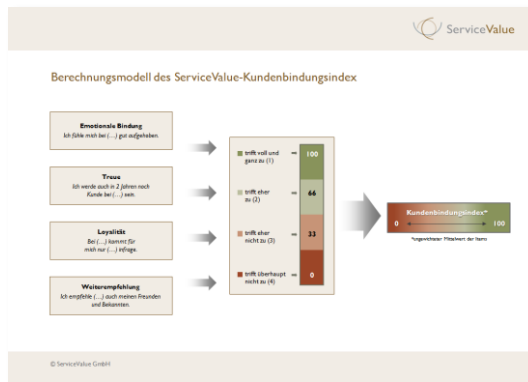 ServiceValue
Berechnungsmodell des ServiceValue-Kundenbindungsindex
Emotionale Bindung
Ich fühle mich bei (…) gut aufgehoben.
Treue
Ich werde auch in 2 Jahren noch
Kunde bei (…) sein.
Loyalität
Bei (…) kommt für
mich nur (…) infrage.
Weiterempfehlung
Ich empfehle (…) auch meinen Freunden
und Bekannten.
trifft voll und
ganz zu (1)
=
100
trifft eher
zu (2)
=
66
trifft eher
nicht zu (3)
=
33
trifft überhaupt
nicht zu (4)
=
0
Kundenbindungsindex*
0
100
*ungewichteter Mittelwert der Items
© ServiceValue GmbH